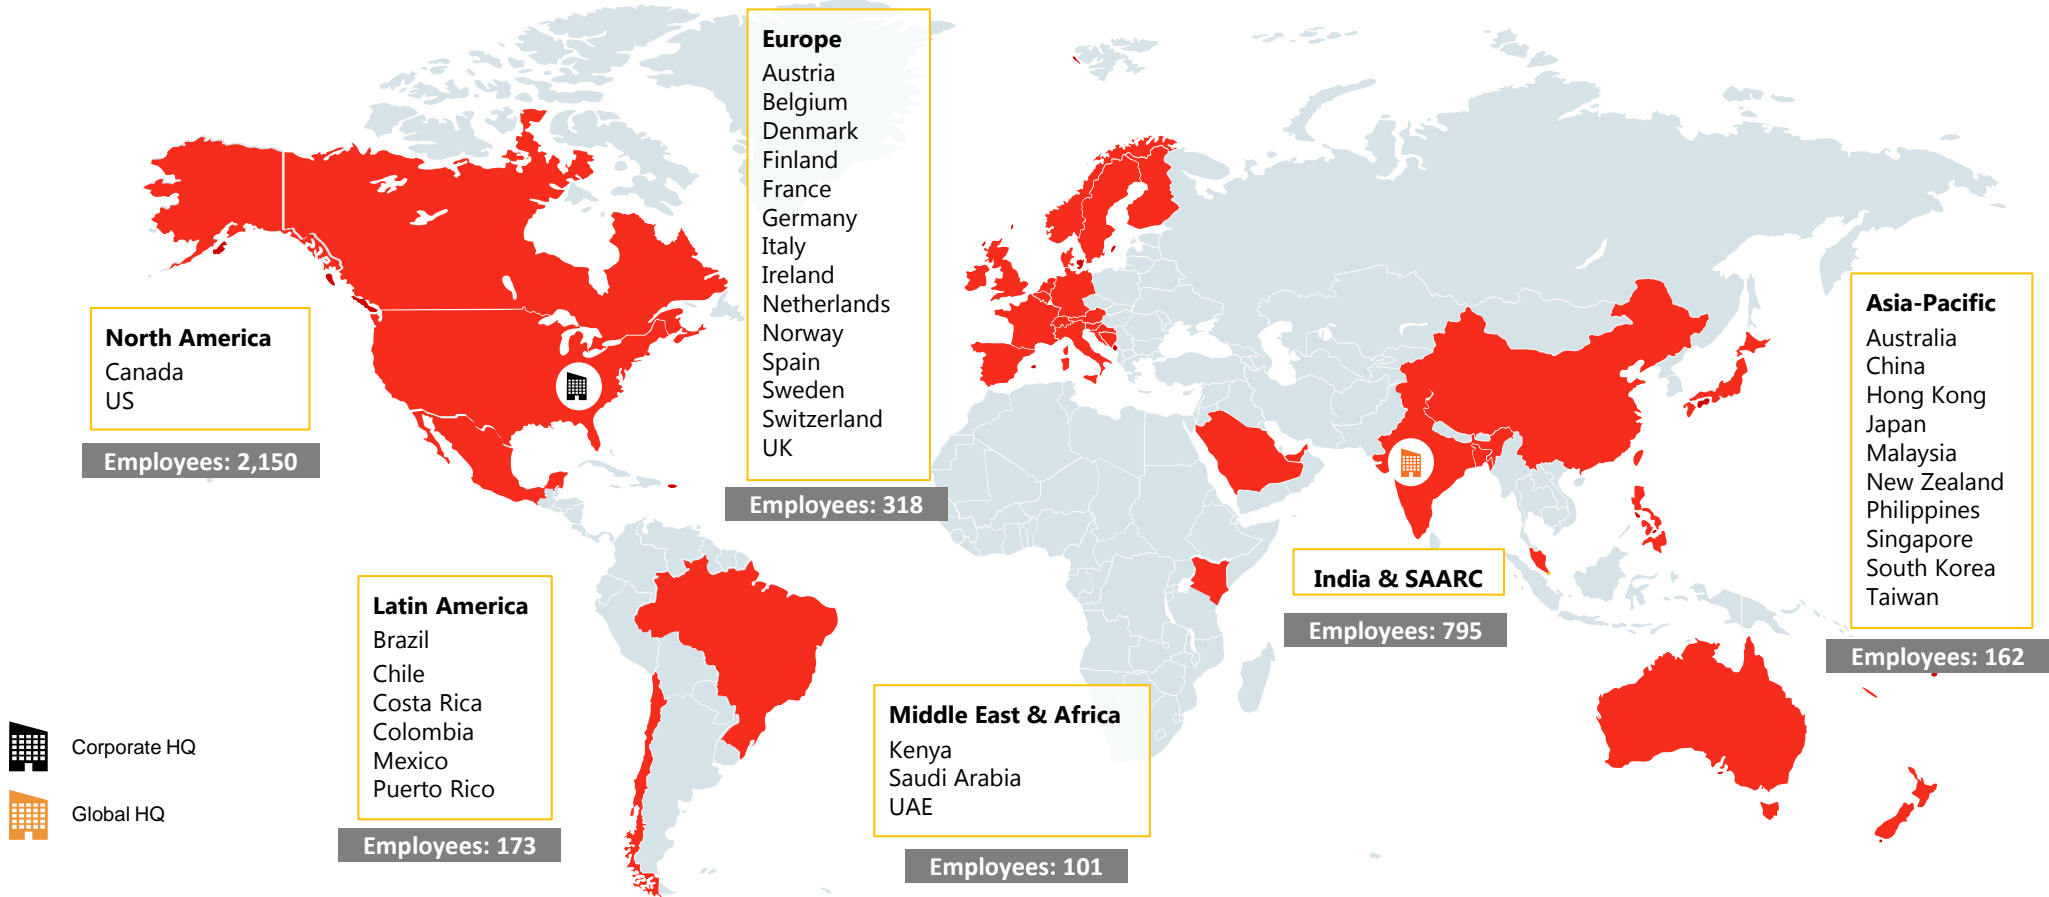 Europe
Austria
Belgium
Denmark
Finland
France
Germany
Italy
Ireland
Netherlands
Norway
Spain
Sweden
Switzerland
UK
Employees: 318
North America
Canada
US
Employees: 2,150
Asia-Pacific
Australia
China
Hong Kong
Japan
Malaysia
New Zealand
Philippines
Singapore
South Korea
Taiwan
Employees: 162
India & SAARC
Employees: 795
Latin America
Brazil
Chile
Costa Rica
Colombia
Mexico
Puerto Rico
Employees: 173
Middle East & Africa
Kenya
Saudi Arabia
UAE
Employees: 101
Corporate HQ
Global HQ